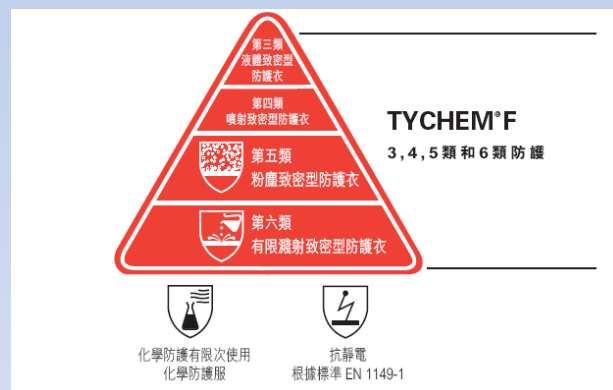 第三類
液體致密型
防護衣
第四類
噴射致密型防護衣
第五類
粉塵致密型防護衣
第六類
有限濺射致密型防護衣
TYCHEM®F
3,4,5類和6類防護
化學防護有限次使用
化學防護服
抗靜電
根據標準 EN 1149-1